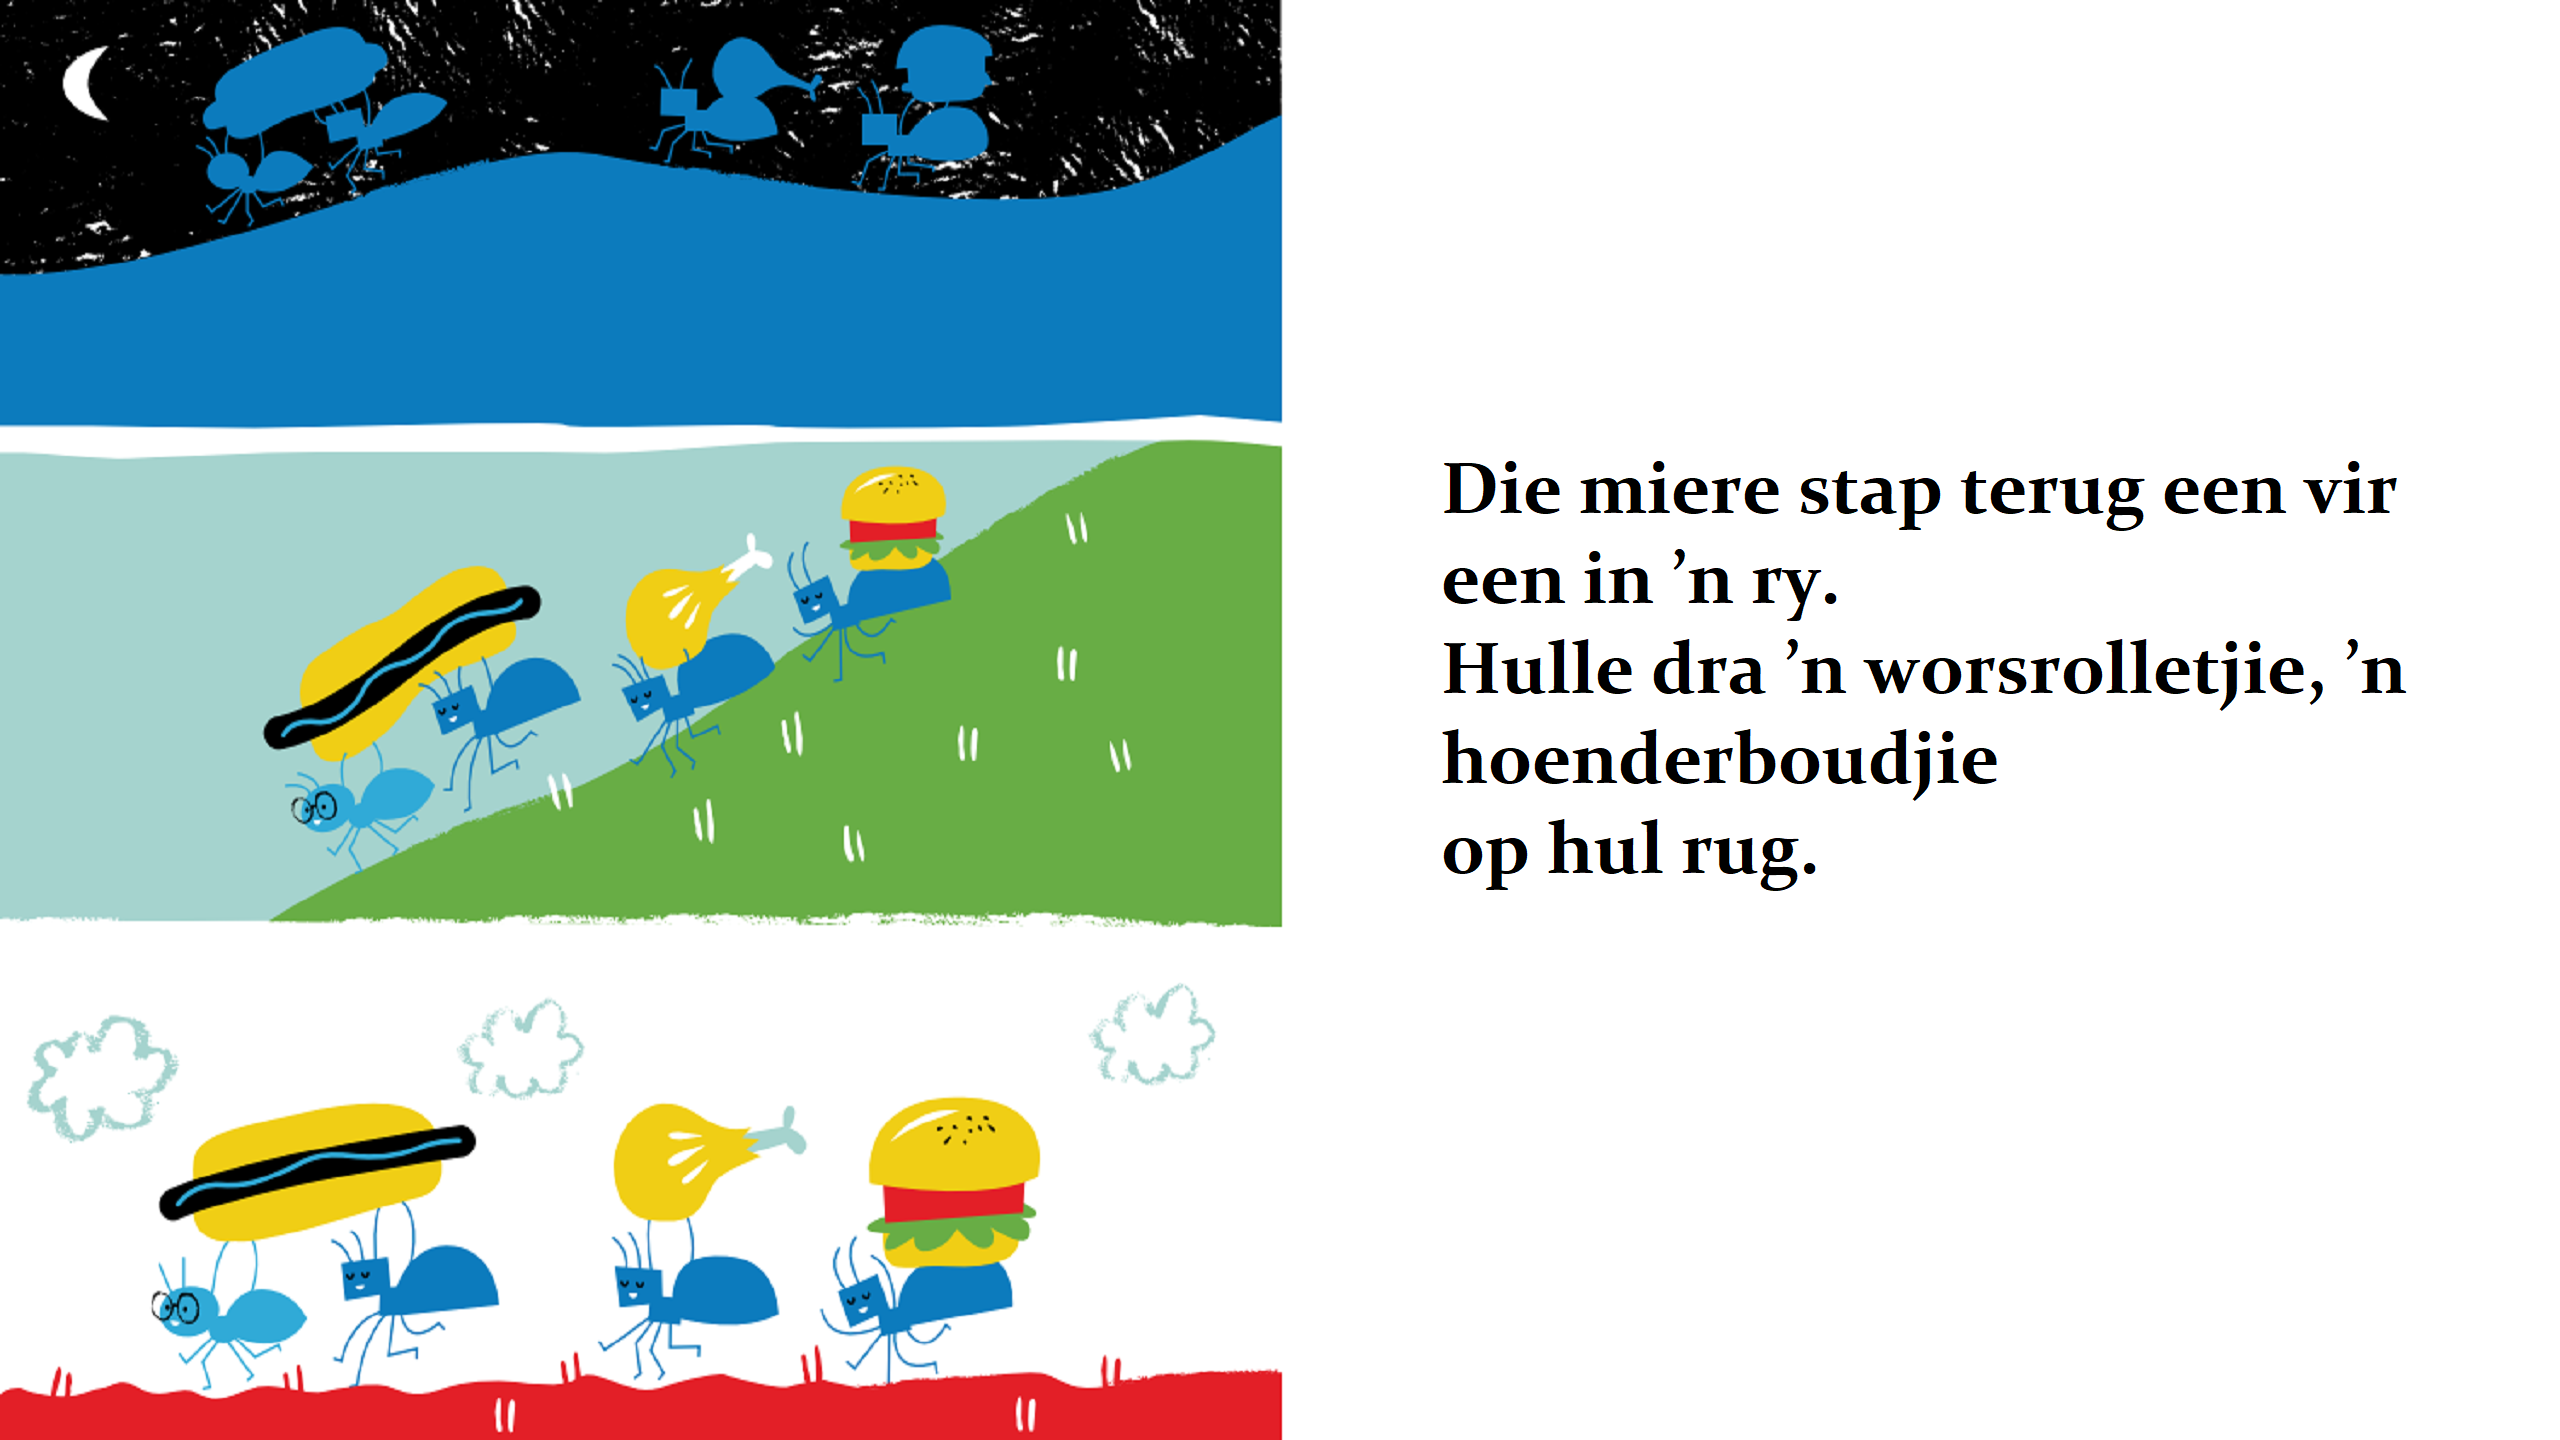 Die miere stap terug een vir
een in ’n ry.
Hulle dra ’n worsrolletjie, ’n
hoenderboudjie
op hul rug.